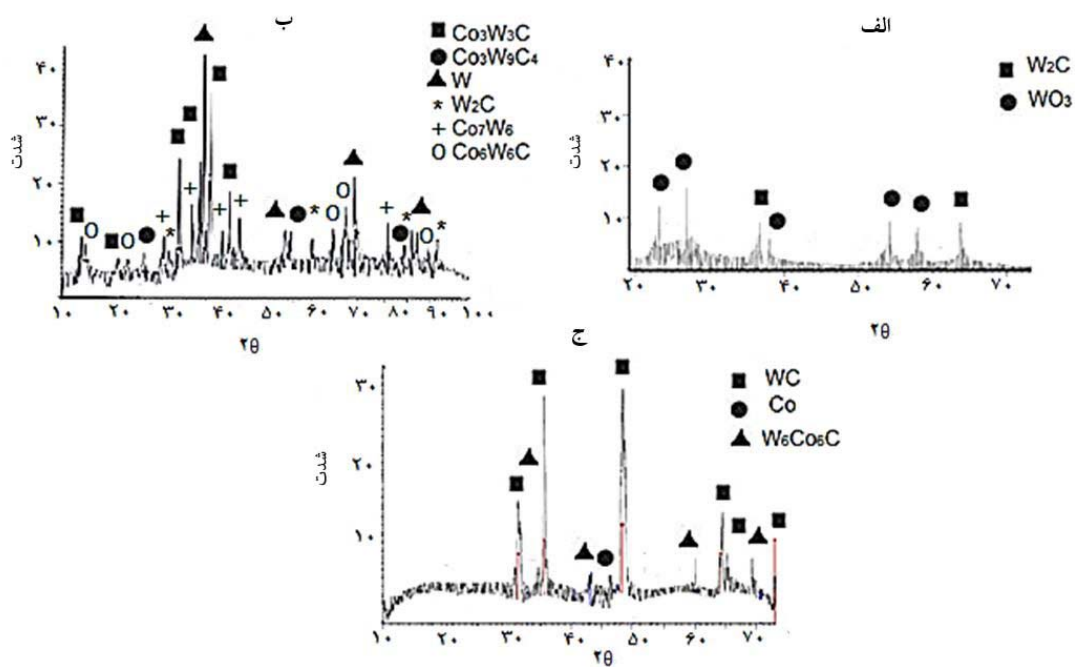 الف
۴۰
۳۰
۲۰
۱۰
شدت
۲۰ ۳۰ ۴۰ ۵۰ ۶۰ ۷۰
۲θ
W₂C
WO₃
ب
۴۰
۳۰
۲۰
۱۰
شدت
۱۰ ۲۰ ۳۰ ۴۰ ۵۰ ۶۰ ۷۰ ۸۰ ۹۰ ۱۰۰
۲θ
Co₃W₃C
Co₃W₉C₄
W
W₂C
Co₇W₆
Co₆W₆C
ج
۳۰
۲۰
۱۰
شدت
۱۰ ۲۰ ۳۰ ۴۰ ۵۰ ۶۰ ۷۰
۲θ
WC
Co
W₆Co₆C